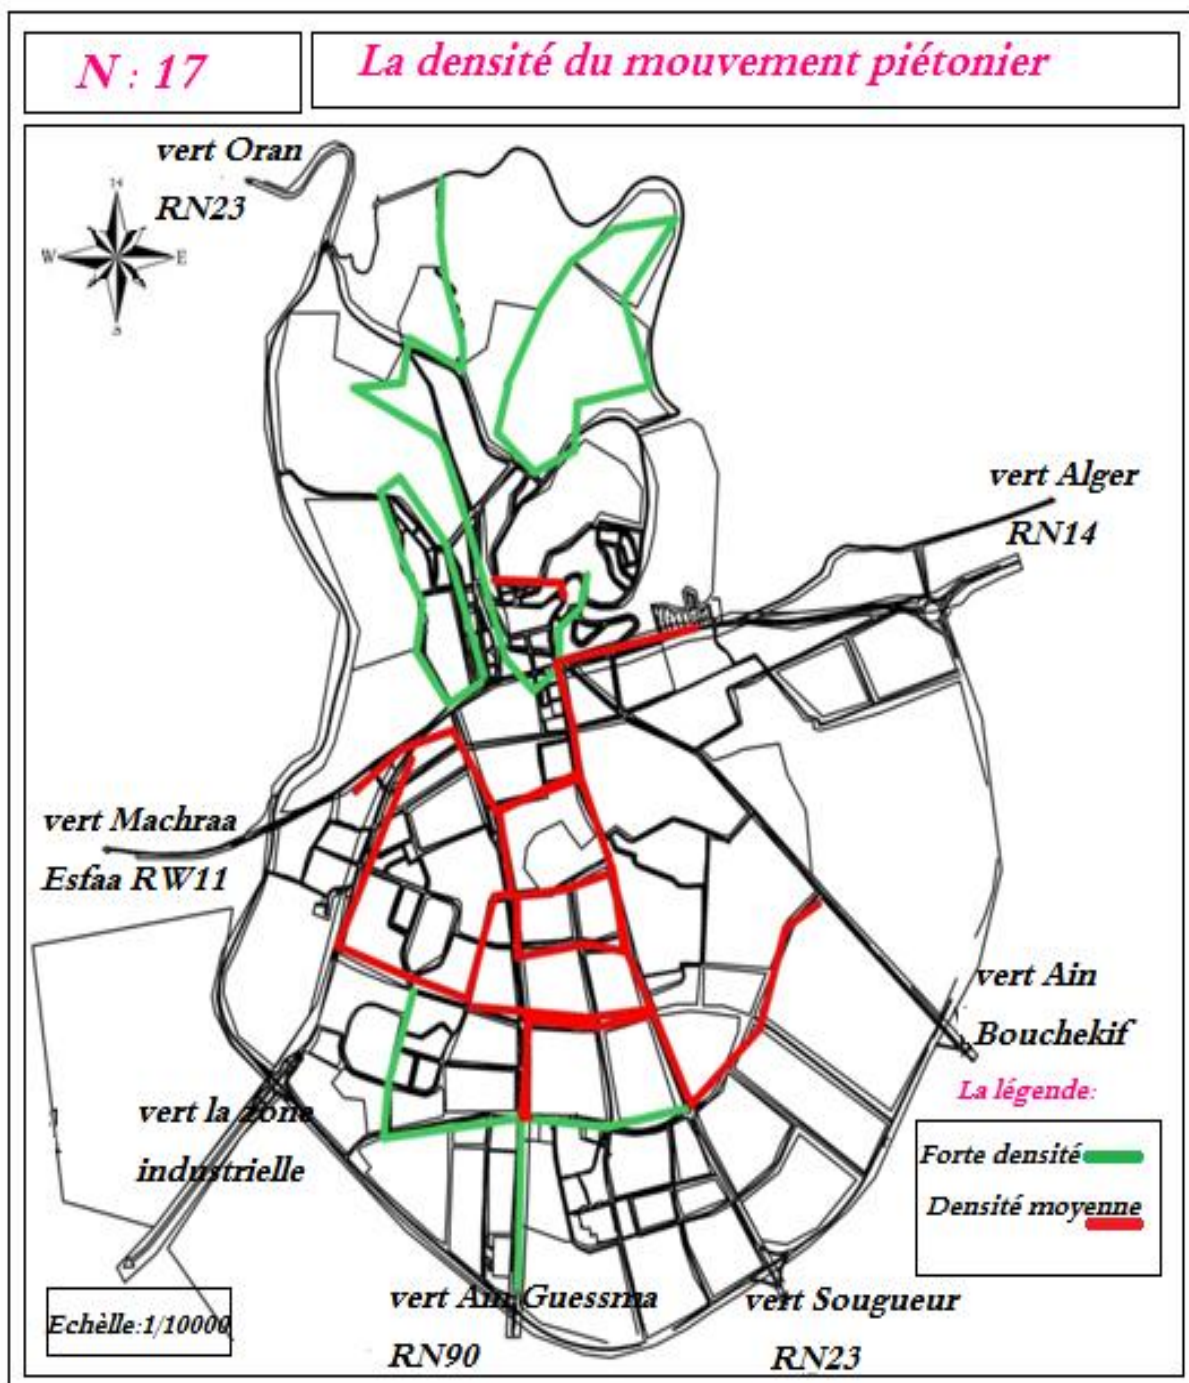 N : 17
La densité du mouvement piétonier
vert Oran
RN23
N
W
E
S
vert Alger
RN14
vert Machraa
Esfaa RW11
vert Ain
Bouchekif
vert la zone
industrielle
La légende:
Forte densité
Densité moyenne
Echèlle:1/10000
vert Ain Guessma
RN90
vert Sougueur
RN23